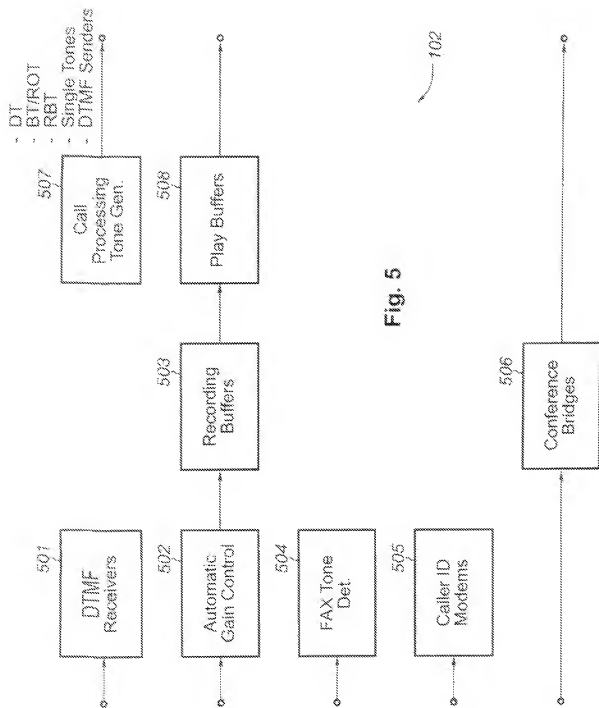 501
DTMF
Receivers
502
Automatic
Gain Control
503
Recording
Buffers
504
FAX Tone
Det.
505
Caller ID
Modems
506
Conference
Bridges
507
Call
Processing
Tone Gen.
- DT
- BT/ROT
- RBT
- Single Tones
- DTMF Senders
508
Play Buffers
102
Fig. 5